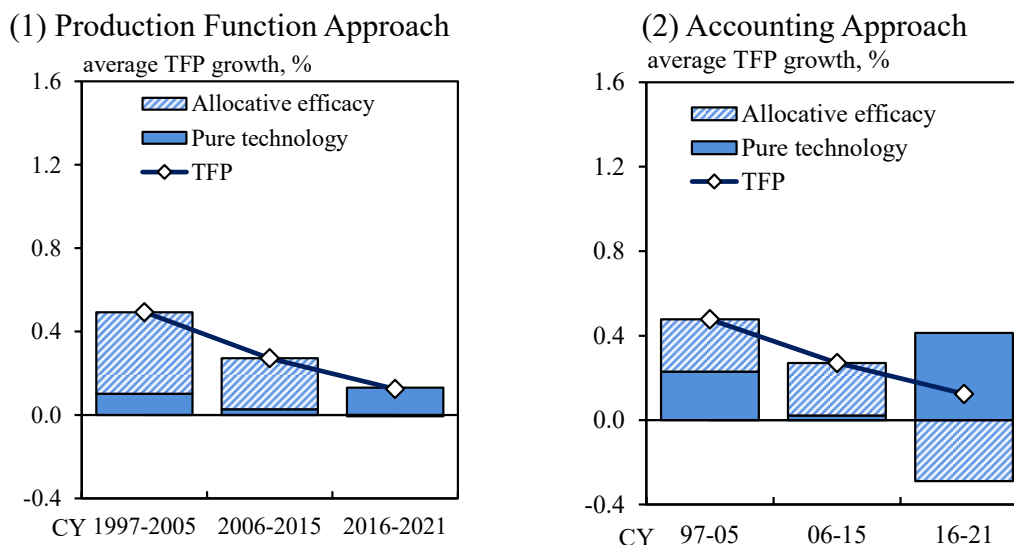 (1) Production Function Approach
average TFP growth, %
1.6
1.2
0.8
0.4
0.0
-0.4
Allocative efficacy
Pure technology
TFP
CY 1997-2005 2006-2015 2016-2021
(2) Accounting Approach
average TFP growth, %
1.6
1.2
0.8
0.4
0.0
-0.4
Allocative efficacy
Pure technology
TFP
CY 97-05 06-15 16-21